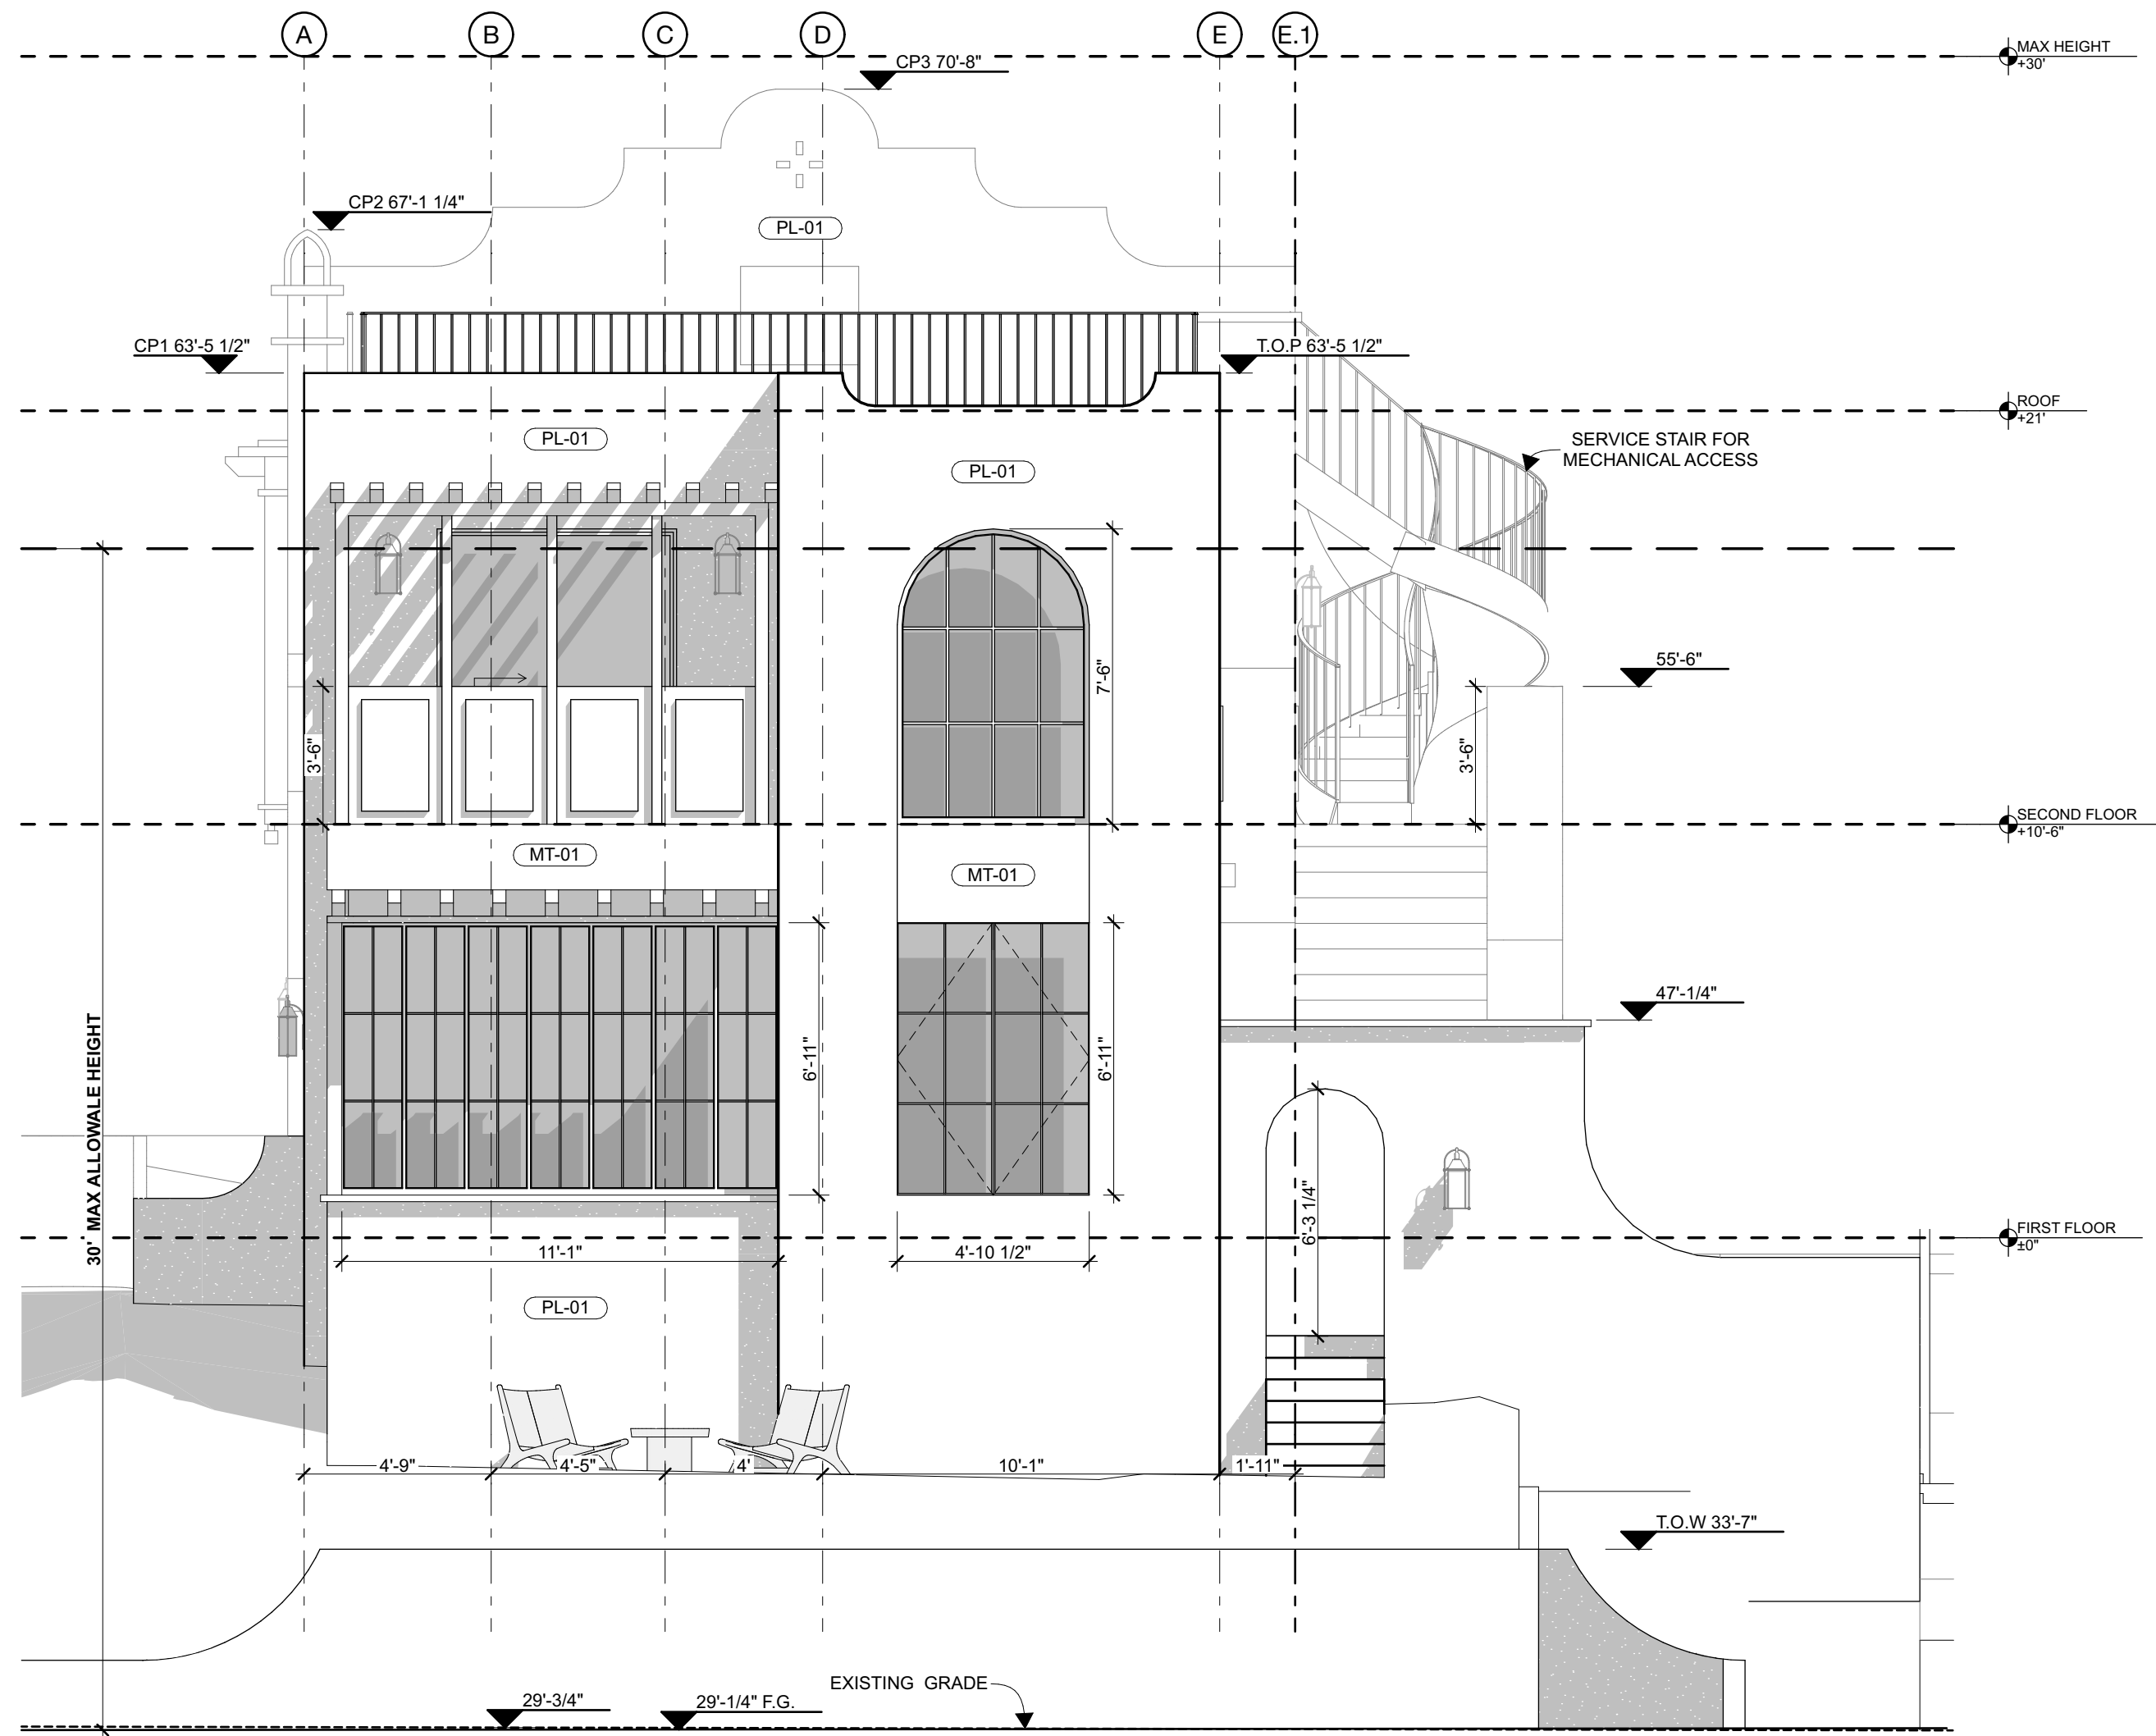 A
B
C
D
E
E.1
MAX HEIGHT
+30'
CP3 70'-8"
CP2 67'-1 1/4"
PL-01
CP1 63'-5 1/2"
T.O.P 63'-5 1/2"
ROOF
+21'
PL-01
SERVICE STAIR FOR
MECHANICAL ACCESS
PL-01
55'-6"
7'-6"
3'-6"
3'-6"
SECOND FLOOR
+10'-6"
MT-01
MT-01
47'-1/4"
6'-11"
6'-11"
30' MAX ALLOWALE HEIGHT
6'-3 1/4"
FIRST FLOOR
±0"
11'-1"
4'-10 1/2"
PL-01
4'-9"
4'-5"
4'
10'-1"
1'-11"
T.O.W 33'-7"
EXISTING GRADE
29'-3/4"
29'-1/4" F.G.